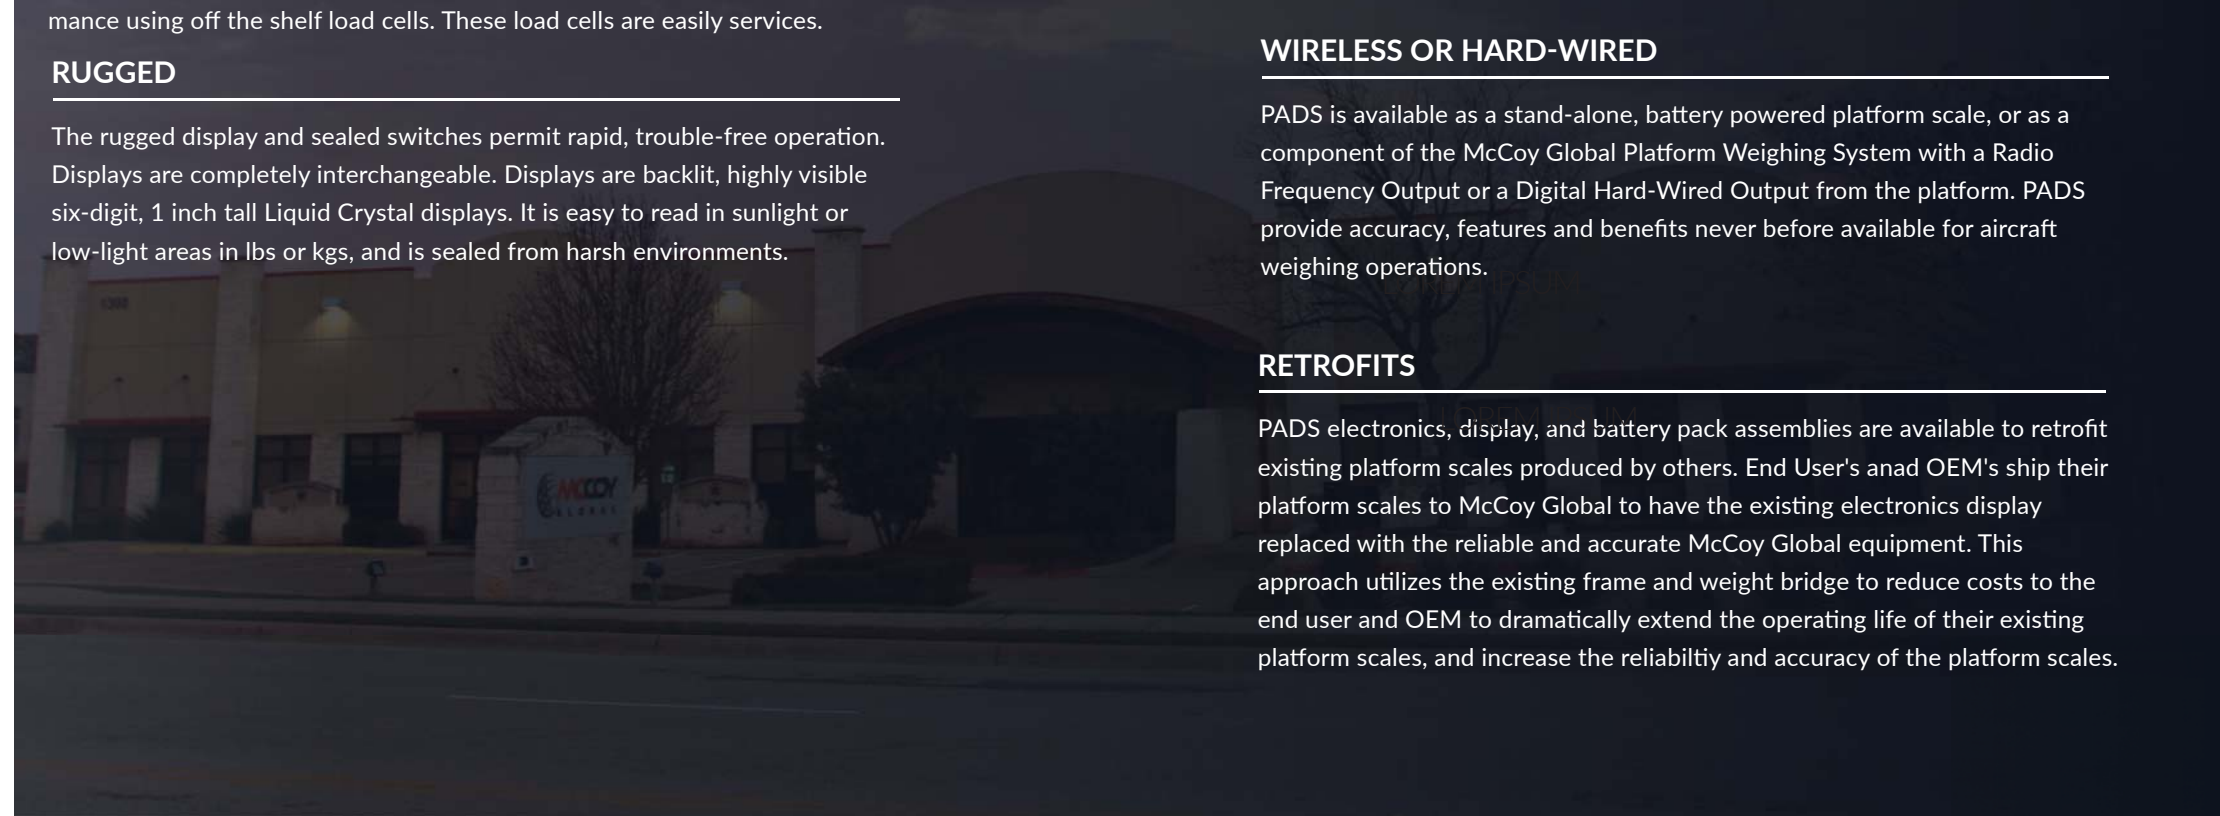 mance using off the shelf load cells. These load cells are easily services.
RUGGED
The rugged display and sealed switches permit rapid, trouble-free operation.
Displays are completely interchangeable. Displays are backlit, highly visible
six-digit, 1 inch tall Liquid Crystal displays. It is easy to read in sunlight or
low-light areas in lbs or kgs, and is sealed from harsh environments.
1300
MCCOY
GLOBAL
WIRELESS OR HARD-WIRED
PADS is available as a stand-alone, battery powered platform scale, or as a
component of the McCoy Global Platform Weighing System with a Radio
Frequency Output or a Digital Hard-Wired Output from the platform. PADS
provide accuracy, features and benefits never before available for aircraft
weighing operations.
IPSUM
RETROFITS
LOREM IPSUM
PADS electronics, display, and battery pack assemblies are available to retrofit
existing platform scales produced by others. End User's anad OEM's ship their
platform scales to McCoy Global to have the existing electronics display
replaced with the reliable and accurate McCoy Global equipment. This
approach utilizes the existing frame and weight bridge to reduce costs to the
end user and OEM to dramatically extend the operating life of their existing
platform scales, and increase the reliabiltiy and accuracy of the platform scales.